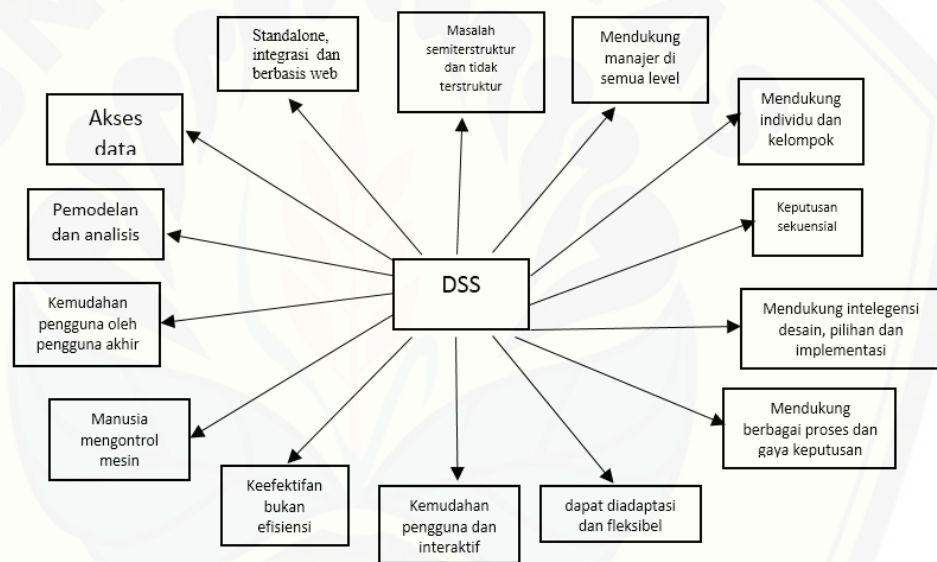 Standalone,
integrasi dan
berbasis web
Masalah
semiterstruktur
dan tidak
terstruktur
Mendukung
manajer di
semua level
Mendukung
individu dan
kelompok
Keputusan
sekuensial
Mendukung intelegensi
desain, pilihan dan
implementasi
Mendukung
berbagai proses dan
gaya keputusan
dapat diadaptasi
dan fleksibel
Kemudahan
pengguna dan
interaktif
Keefektifan
bukan
efisiensi
Manusia
mengontrol
mesin
Kemudahan
pengguna oleh
pengguna akhir
Pemodelan
dan analisis
Akses
data
DSS